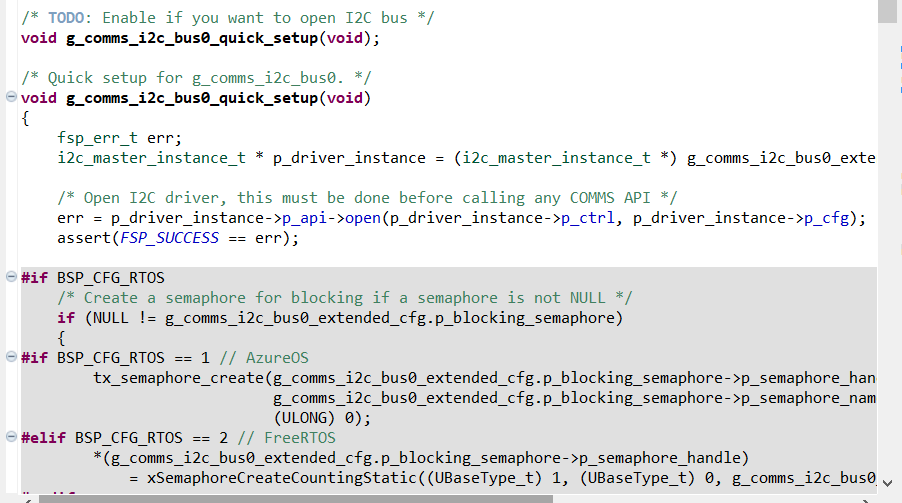 /* TODO: Enable if you want to open I2C bus */
void g_comms_i2c_bus0_quick_setup(void);
/* Quick setup for g_comms_i2c_bus0. */
void g_comms_i2c_bus0_quick_setup(void)
{
fsp_err_t err;
i2c_master_instance_t * p_driver_instance = (i2c_master_instance_t *) g_comms_i2c_bus0_exte
/* Open I2C driver, this must be done before calling any COMMS API */
err = p_driver_instance->p_api->open(p_driver_instance->p_ctrl, p_driver_instance->p_cfg);
assert(FSP_SUCCESS == err);
#if BSP_CFG_RTOS
/* Create a semaphore for blocking if a semaphore is not NULL */
if (NULL != g_comms_i2c_bus0_extended_cfg.p_blocking_semaphore)
{
#if BSP_CFG_RTOS == 1 // AzureOS
tx_semaphore_create(g_comms_i2c_bus0_extended_cfg.p_blocking_semaphore->p_semaphore_han
g_comms_i2c_bus0_extended_cfg.p_blocking_semaphore->p_semaphore_nam
(ULONG) 0);
#elif BSP_CFG_RTOS == 2 // FreeRTOS
*(g_comms_i2c_bus0_extended_cfg.p_blocking_semaphore->p_semaphore_handle)
= xSemaphoreCreateCountingStatic((UBaseType_t) 1, (UBaseType_t) 0, g_comms_i2c_bus0